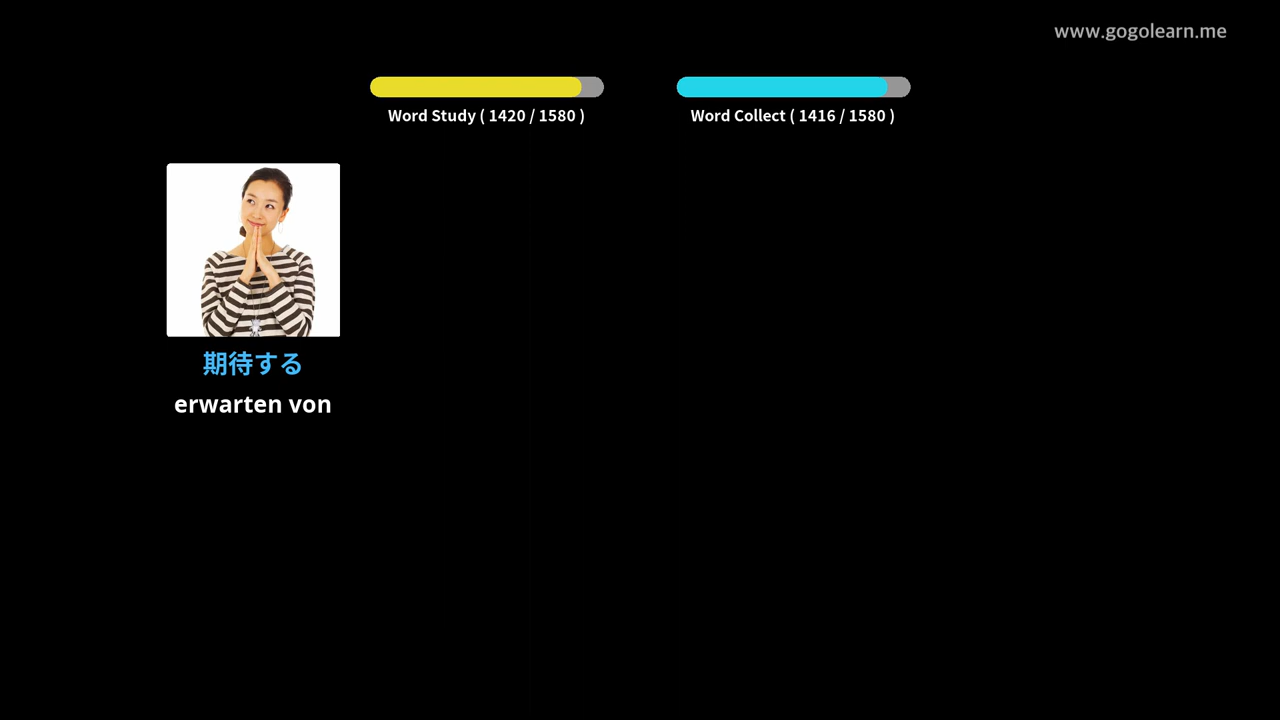 www.gogolearn.me
Word Study ( 1420 / 1580 )
Word Collect ( 1416 / 1580 )
期待する
erwarten von